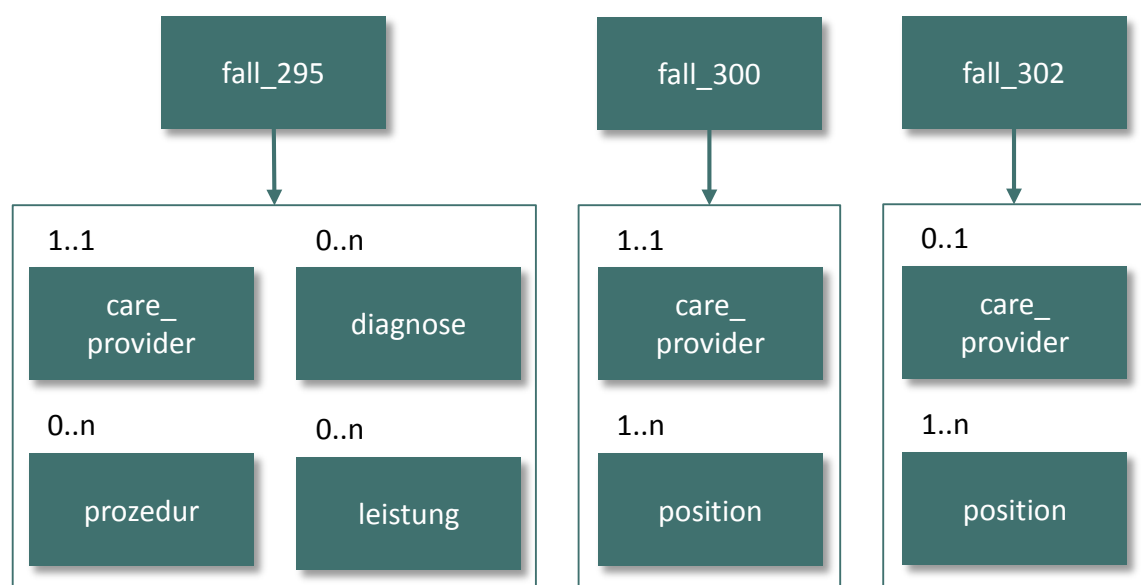 fall_295
fall_300
fall_302
1..1
0..n
care_
provider
diagnose
0..n
0..n
prozedur
leistung
1..1
care_
provider
1..n
position
0..1
care_
provider
1..n
position